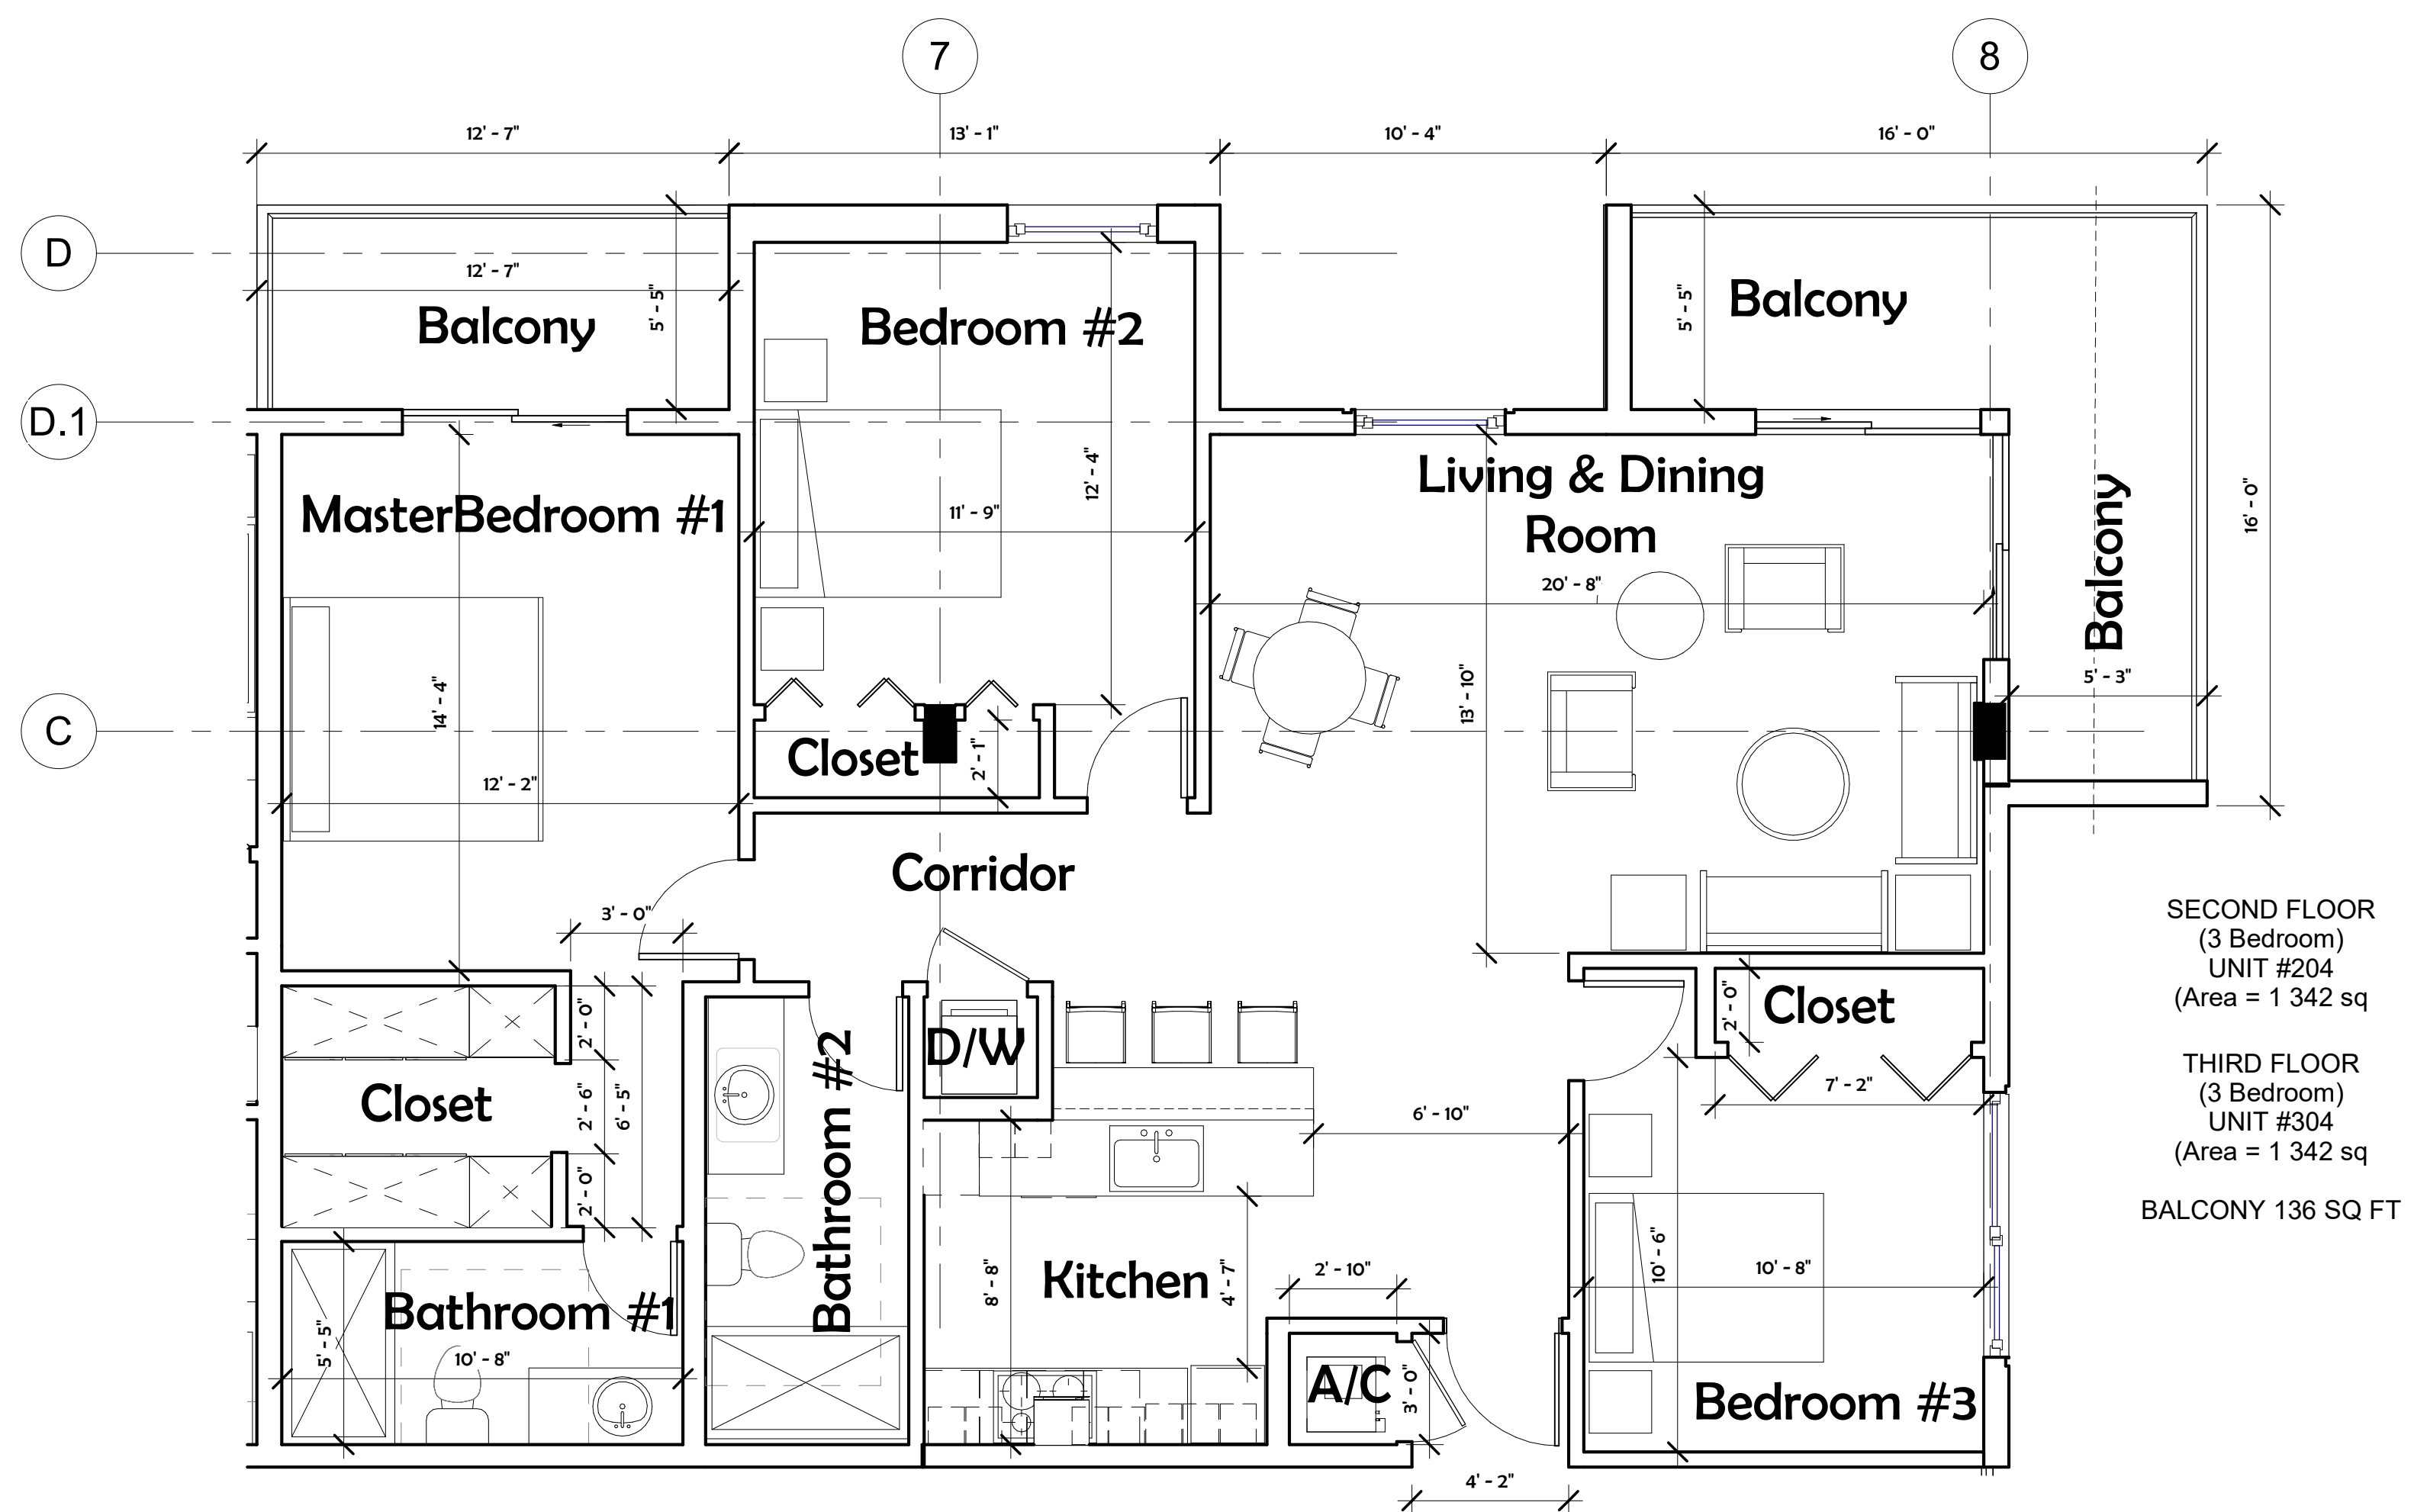 7
8
12' - 7"
13' - 1"
10' - 4"
16' - 0"
D
12' - 7"
Balcony
5' - 5"
Bedroom #2
5' - 5"
Balcony
D.1
MasterBedroom #1
12' - 4"
11' - 9"
Living & Dining
Room
20' - 8"
Balcony
16' - 0"
5' - 3"
14' - 4"
13' - 10"
C
Closet
2' - 1"
12' - 2"
Corridor
3' - 0"
SECOND FLOOR
(3 Bedroom)
UNIT #204
(Area = 1 342 sq
THIRD FLOOR
(3 Bedroom)
UNIT #304
(Area = 1 342 sq
BALCONY 136 SQ FT
2' - 0"
Closet
2' - 6"
6' - 5"
2' - 0"
Bathroom #2
D/W
2' - 0"
Closet
7' - 2"
6' - 10"
8' - 8"
Kitchen
4' - 7"
2' - 10"
10' - 6"
10' - 8"
Bathroom #1
5' - 5"
10' - 8"
A/C
3' - 0"
Bedroom #3
4' - 2"